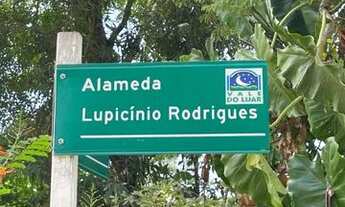 Alameda
Lupicínio Rodrigues
VALE
DO LUAR